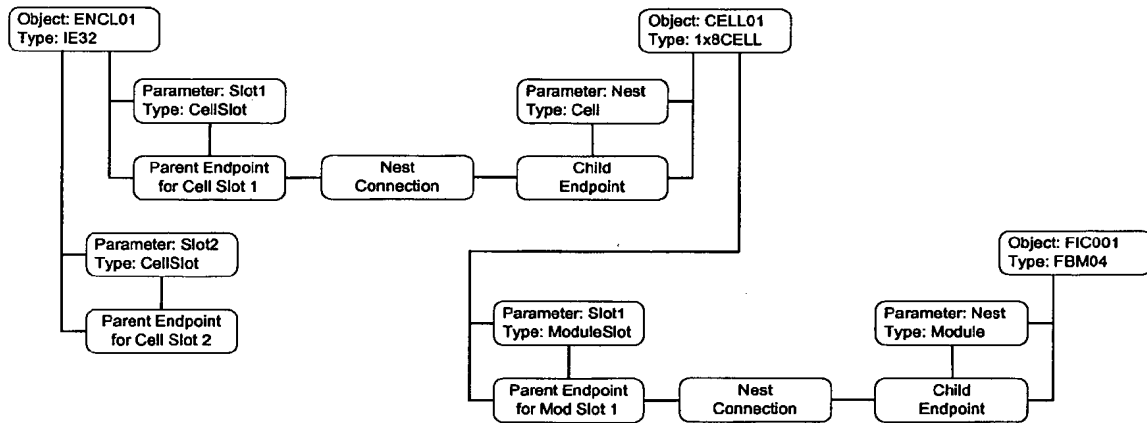 Object: ENCL01
Type: IE32
Object: CELL01
Type: 1x8CELL
Parameter: Slot1
Type: CellSlot
Parameter: Nest
Type: Cell
Parent Endpoint
for Cell Slot 1
Nest
Connection
Child
Endpoint
Parameter: Slot2
Type: CellSlot
Object: FIC001
Type: FBM04
Parent Endpoint
for Cell Slot 2
Parameter: Slot1
Type: ModuleSlot
Parameter: Nest
Type: Module
Parent Endpoint
for Mod Slot 1
Nest
Connection
Child
Endpoint